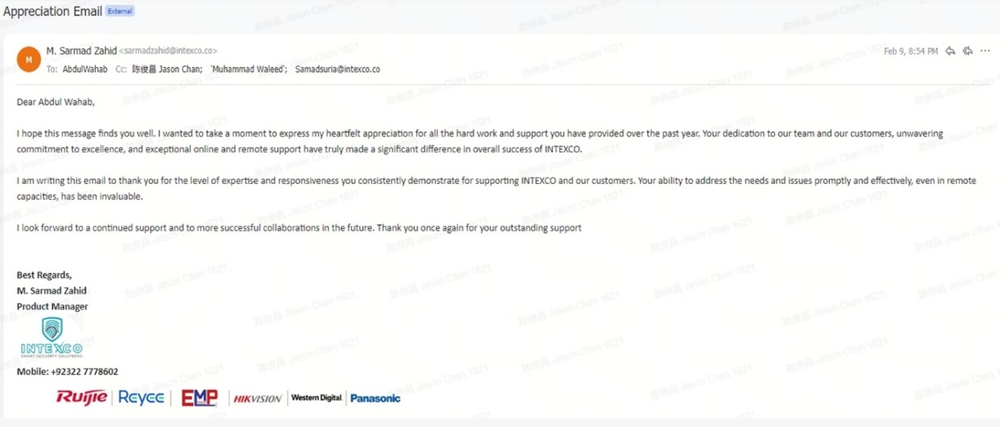 Appreciation Email External
M. Sarmad Zahid <sarmadzahid@intexco.co>
Feb 9, 8:54 PM
M
To: AbdulWahab Cc: 陈俊昌 Jason Chan; 'Muhammad Waleed'; Samadsuria@intexco.co
Dear Abdul Wahab,
I hope this message finds you well. I wanted to take a moment to express my heartfelt appreciation for all the hard work and support you have provided over the past year. Your dedication to our team and our customers, unwavering
commitment to excellence, and exceptional online and remote support have truly made a significant difference in overall success of INTEXCO.
I am writing this email to thank you for the level of expertise and responsiveness you consistently demonstrate for supporting INTEXCO and our customers. Your ability to address the needs and issues promptly and effectively, even in remote
capacities, has been invaluable.
I look forward to a continued support and to more successful collaborations in the future. Thank you once again for your outstanding support
Best Regards,
M. Sarmad Zahid
Product Manager
INTEXCO
SMART SECURITY SOLUTIONS
Mobile: +92322 7778602
Ruijie Reyee EMP HIKVISION Western Digital Panasonic
陈俊昌 Jason Chan 1621